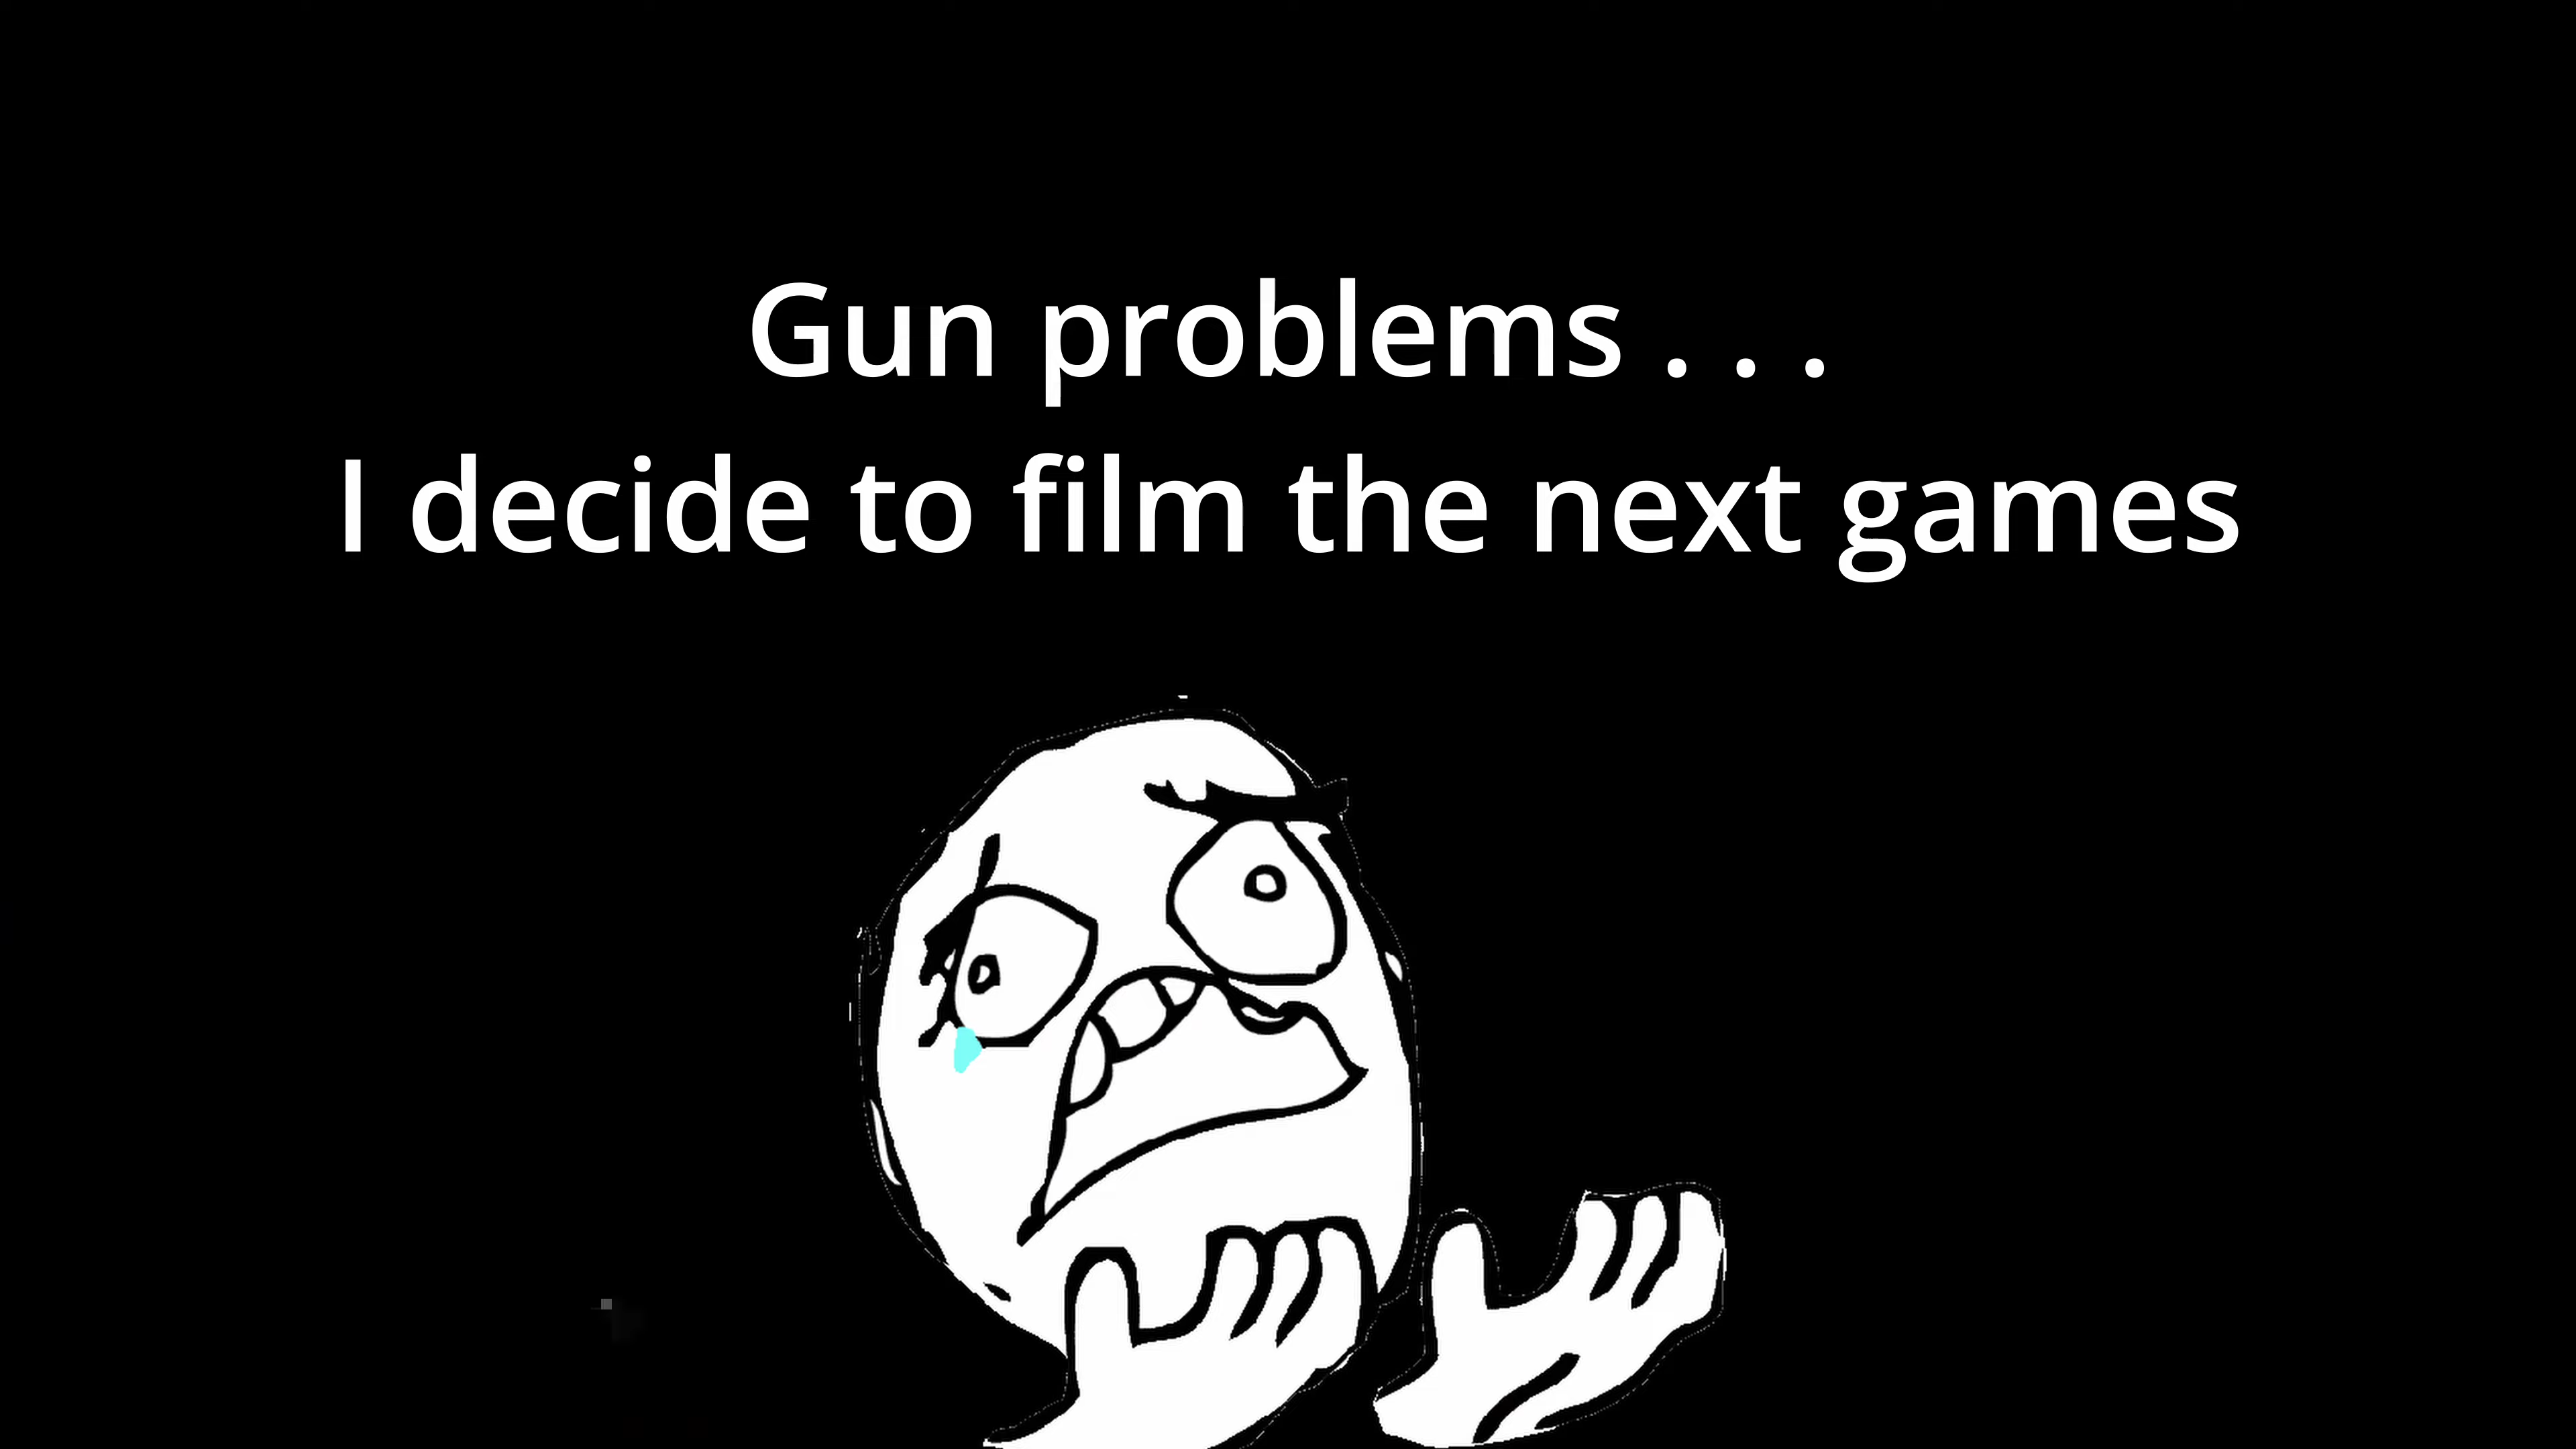 Gun problems . . .
I decide to film the next games